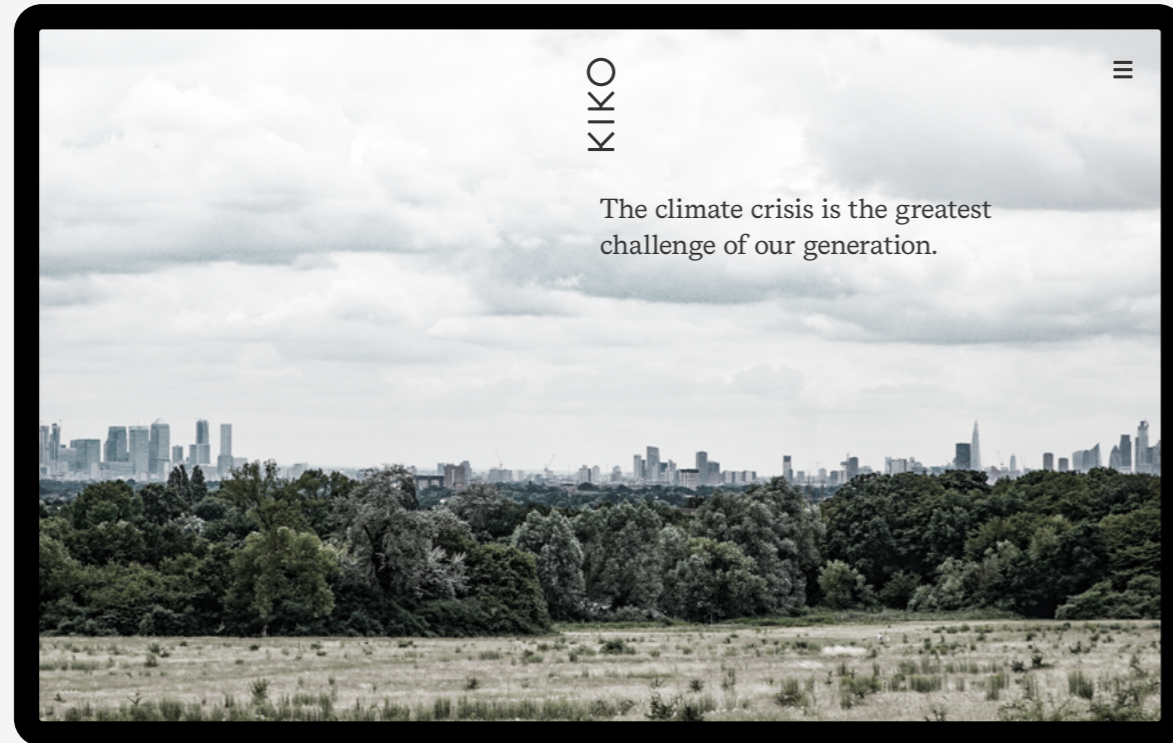 KIKO
The climate crisis is the greatest
challenge of our generation.